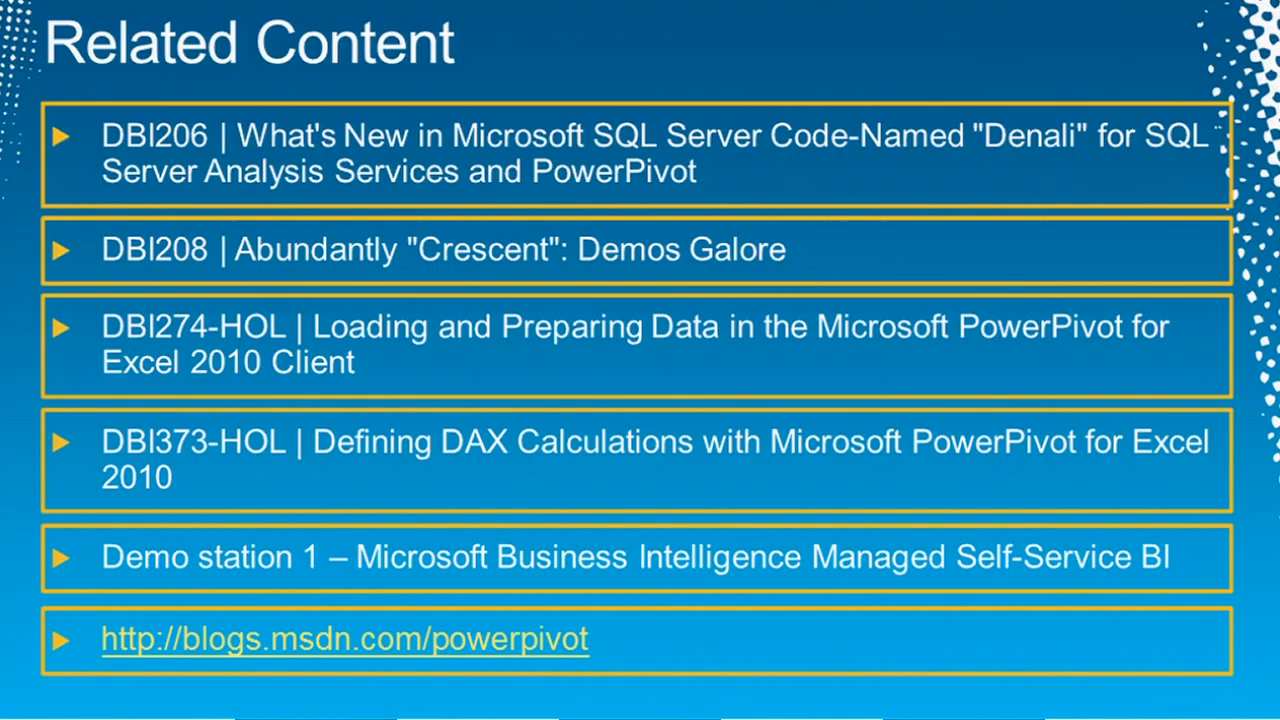 Related Content
DBI206 | What's New in Microsoft SQL Server Code-Named "Denali" for SQL
Server Analysis Services and PowerPivot
DBI208 | Abundantly "Crescent": Demos Galore
DBI274-HOL | Loading and Preparing Data in the Microsoft PowerPivot for
Excel 2010 Client
DBI373-HOL | Defining DAX Calculations with Microsoft PowerPivot for Excel
2010
Demo station 1 – Microsoft Business Intelligence Managed Self-Service BI
http://blogs.msdn.com/powerpivot